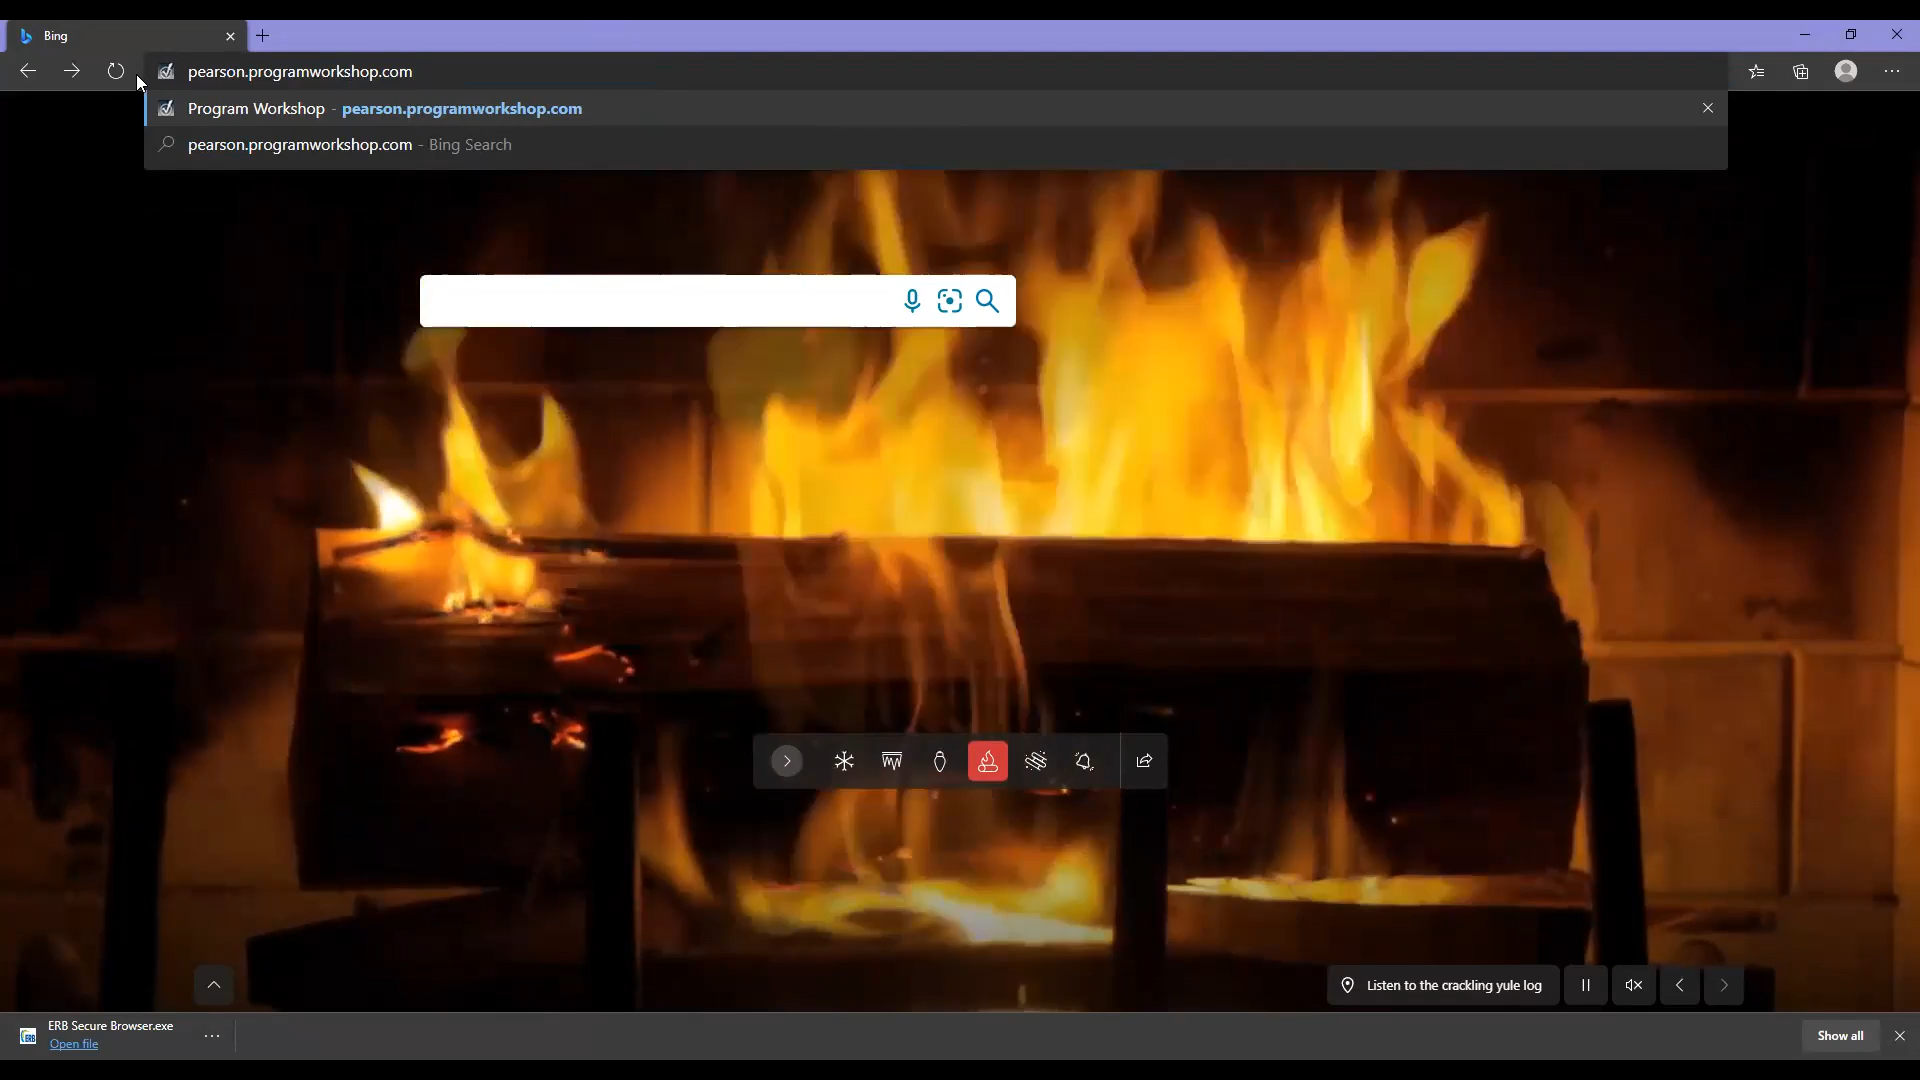 Bing
pearson.programworkshop.com
Program Workshop - pearson.programworkshop.com
pearson.programworkshop.com - Bing Search
Listen to the crackling yule log
ERB Secure Browser.exe
Open file
Show all